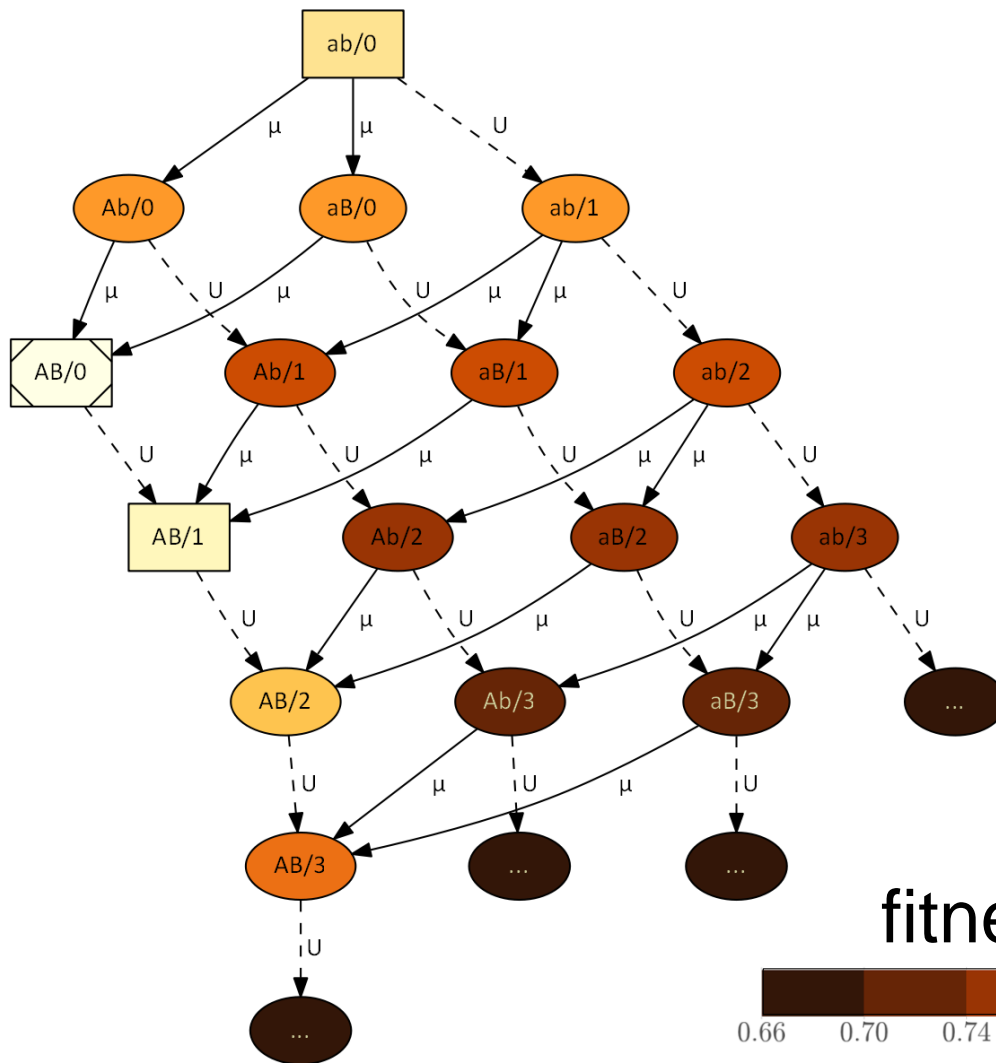 ab/0
μ μ U
Ab/0 aB/0 ab/1
μ U μ U μ μ U
AB/0 Ab/1 aB/1 ab/2
U μ U μ U μ μ U
AB/1 Ab/2 aB/2 ab/3
U μ U μ U μ μ U
AB/2 Ab/3 aB/3 ...
U μ U μ U
AB/3 ... ...
U
...
fitne
0.66 0.70 0.74